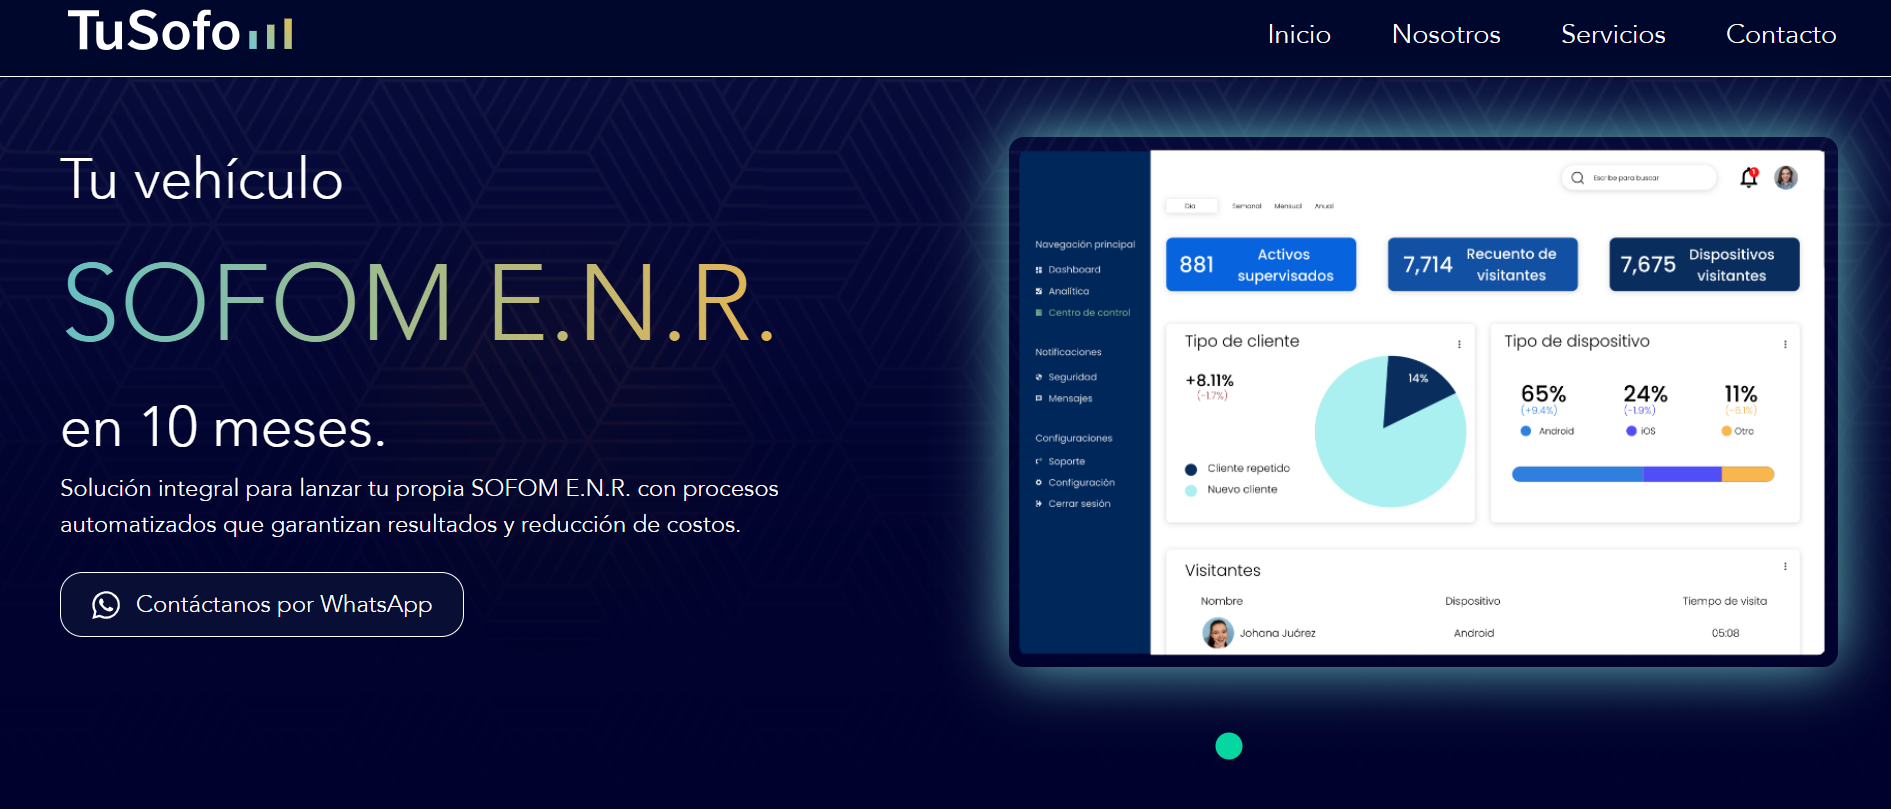 TuSofo
Inicio
Nosotros
Servicios
Contacto
Tu vehículo
SOFOM E.N.R.
en 10 meses.
Solución integral para lanzar tu propia SOFOM E.N.R. con procesos
automatizados que garantizan resultados y reducción de costos.
Contáctanos por WhatsApp
Escribe para buscar
1
Día
Semanal
Mensual
Anual
Navegación principal
Dashboard
Analítica
Centro de control
Notificaciones
Seguridad
Mensajes
Configuraciones
Soporte
Configuración
Cerrar sesión
881
Activos
supervisados
7,714
Recuento de
visitantes
7,675
Dispositivos
visitantes
Tipo de cliente
+8.11%
(-1.7%)
14%
Cliente repetido
Nuevo cliente
Tipo de dispositivo
65%
(+9.4%)
Android
24%
(-1.9%)
iOS
11%
(-6.1%)
Otro
Visitantes
Nombre
Dispositivo
Tiempo de visita
Johana Juárez
Android
05:08